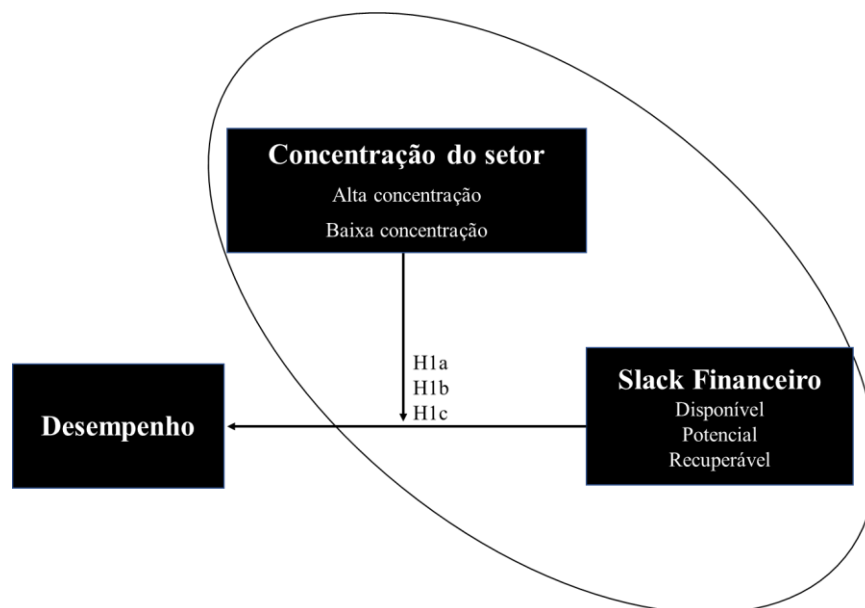 Concentração do setor
Alta concentração
Baixa concentração
H1a
H1b
H1c
Desempenho
Slack Financeiro
Disponível
Potencial
Recuperável